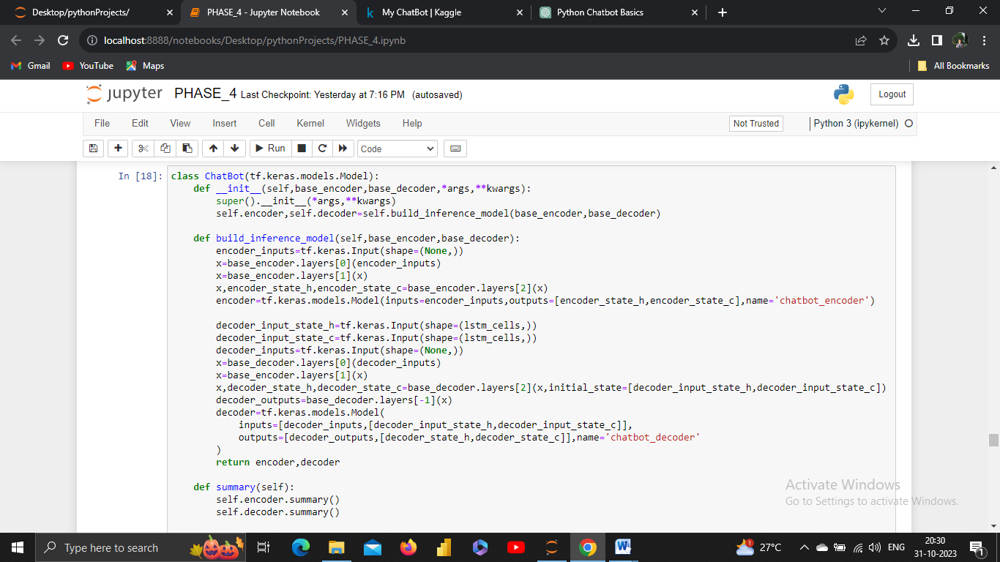 Desktop/pythonProjects/
PHASE_4 - Jupyter Notebook
My ChatBot | Kaggle
Python Chatbot Basics
localhost:8888/notebooks/Desktop/pythonProjects/PHASE_4.ipynb
Gmail
YouTube
Maps
All Bookmarks
jupyter PHASE_4 Last Checkpoint: Yesterday at 7:16 PM (autosaved)
Logout
File Edit View Insert Cell Kernel Widgets Help
Not Trusted
Python 3 (ipykernel)
Run
Code
In [18]: class ChatBot(tf.keras.models.Model):
    def __init__(self,base_encoder,base_decoder,*args,**kwargs):
        super().__init__(*args,**kwargs)
        self.encoder,self.decoder=self.build_inference_model(base_encoder,base_decoder)

    def build_inference_model(self,base_encoder,base_decoder):
        encoder_inputs=tf.keras.Input(shape=(None,))
        x=base_encoder.layers[0](encoder_inputs)
        x=base_encoder.layers[1](x)
        x,encoder_state_h,encoder_state_c=base_encoder.layers[2](x)
        encoder=tf.keras.models.Model(inputs=encoder_inputs,outputs=[encoder_state_h,encoder_state_c],name='chatbot_encoder')

        decoder_input_state_h=tf.keras.Input(shape=(lstm_cells,))
        decoder_input_state_c=tf.keras.Input(shape=(lstm_cells,))
        decoder_inputs=tf.keras.Input(shape=(None,))
        x=base_decoder.layers[0](decoder_inputs)
        x=base_encoder.layers[1](x)
        x,decoder_state_h,decoder_state_c=base_decoder.layers[2](x,initial_state=[decoder_input_state_h,decoder_input_state_c])
        decoder_outputs=base_decoder.layers[-1](x)
        decoder=tf.keras.models.Model(
            inputs=[decoder_inputs,[decoder_input_state_h,decoder_input_state_c]],
            outputs=[decoder_outputs,[decoder_state_h,decoder_state_c]],name='chatbot_decoder'
        )
        return encoder,decoder

    def summary(self):
        self.encoder.summary()
        self.decoder.summary()
Activate Windows
Go to Settings to activate Windows.
Type here to search
1
27°C
ENG
20:30
31-10-2023
1